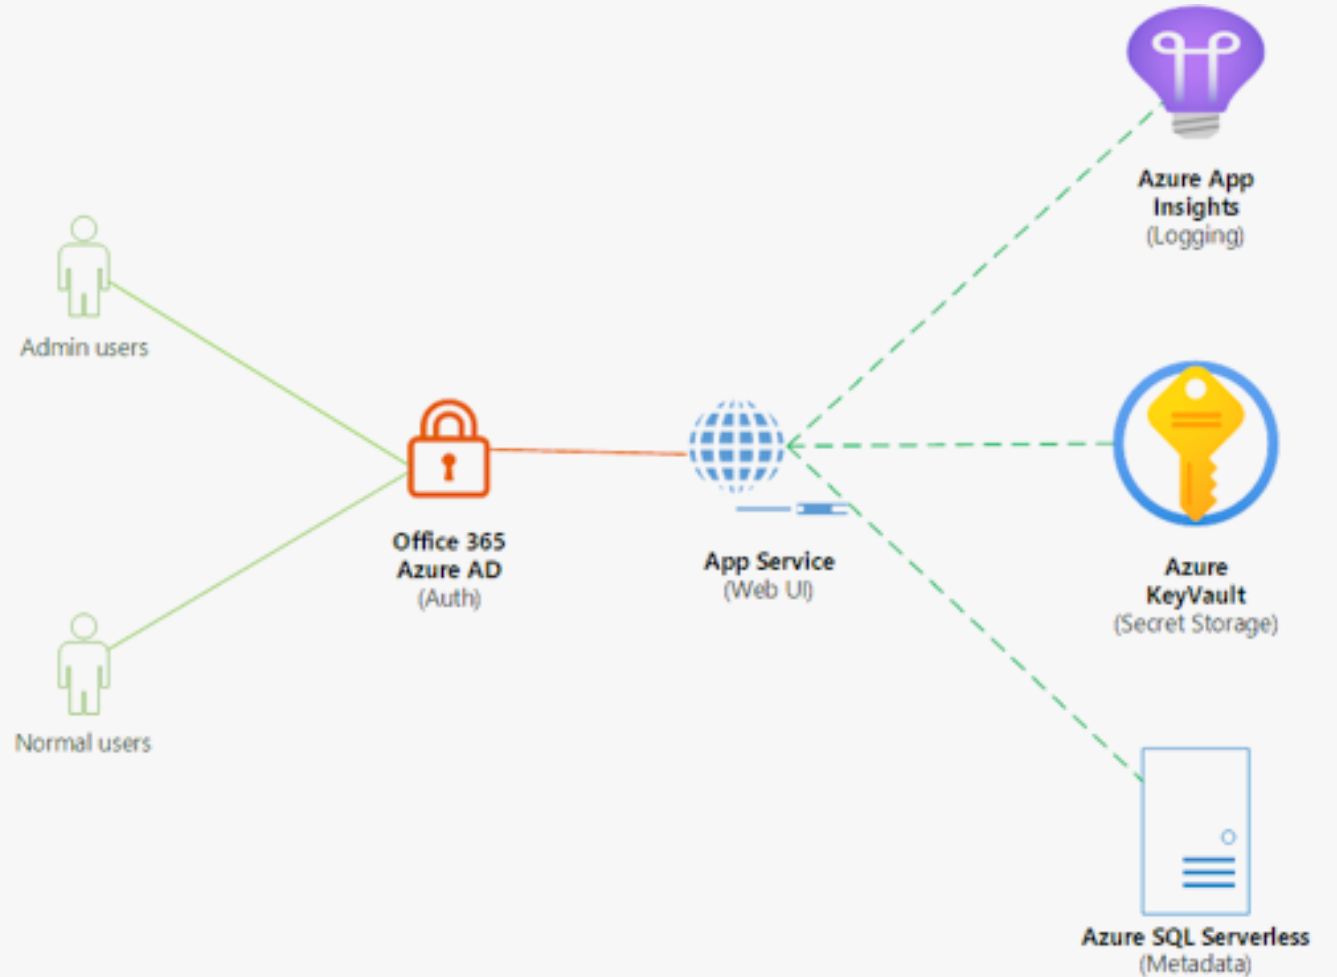 Azure App
Insights
(Logging)
Admin users
Office 365
Azure AD
(Auth)
App Service
(Web UI)
Azure
KeyVault
(Secret Storage)
Normal users
Azure SQL Serverless
(Metadata)